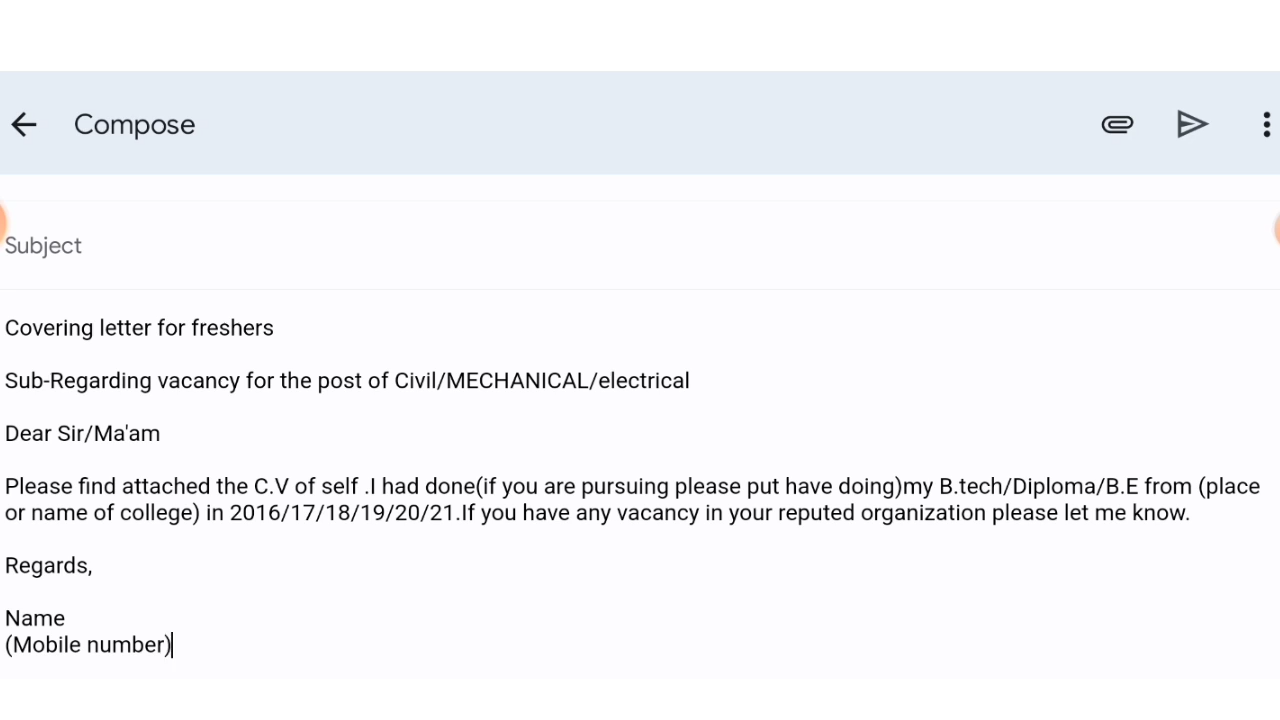 Compose
Subject
Covering letter for freshers
Sub-Regarding vacancy for the post of Civil/MECHANICAL/electrical
Dear Sir/Ma'am
Please find attached the C.V of self .I had done(if you are pursuing please put have doing)my B.tech/Diploma/B.E from (place
or name of college) in 2016/17/18/19/20/21.If you have any vacancy in your reputed organization please let me know.
Regards,
Name
(Mobile number)